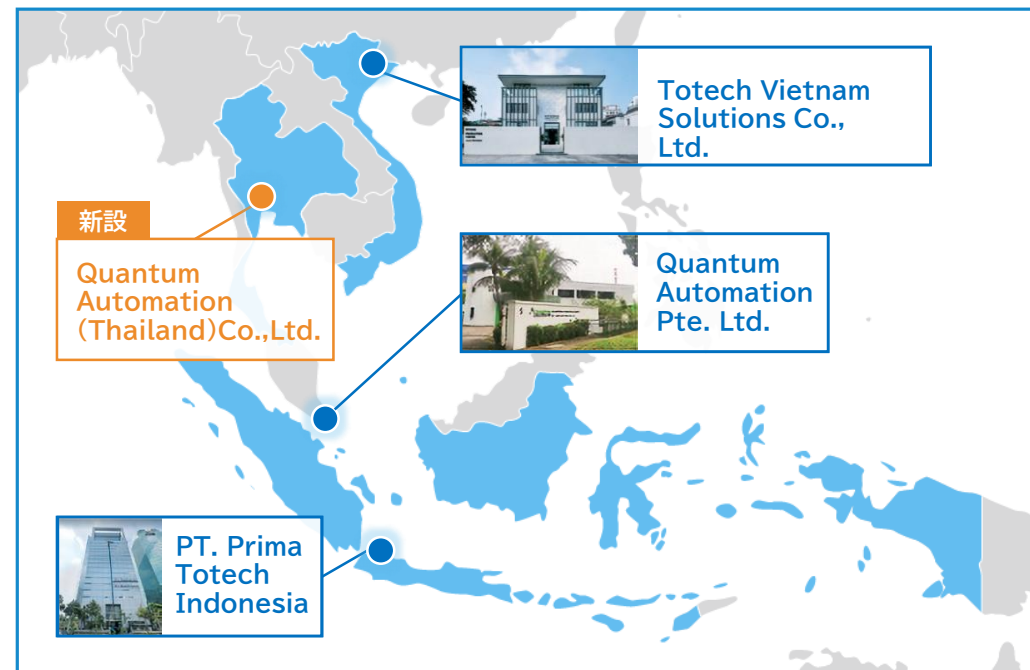 Totech Vietnam
Solutions Co.,
Ltd.
新設
Quantum
Automation
(Thailand)Co.,Ltd.
Quantum
Automation
Pte. Ltd.
PT. Prima
Totech
Indonesia